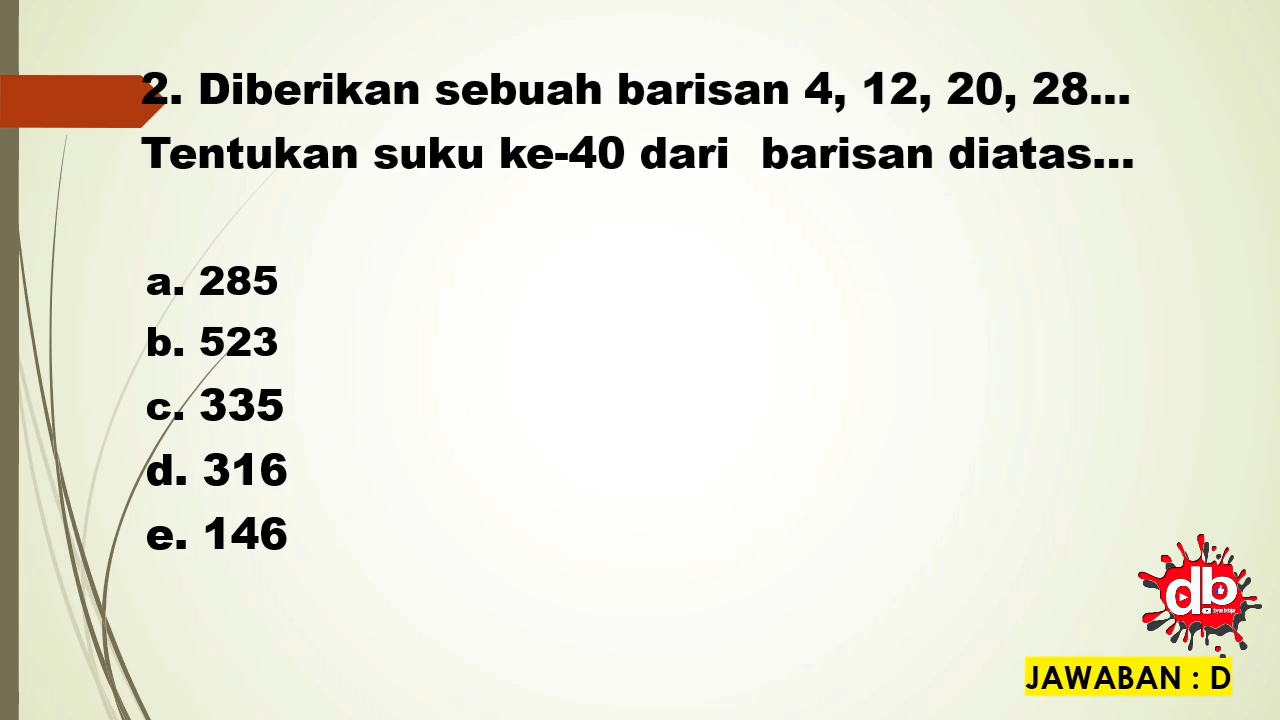 2. Diberikan sebuah barisan 4, 12, 20, 28...
Tentukan suku ke-40 dari barisan diatas...
a. 285
b. 523
c. 335
d. 316
e. 146
db
JAWABAN : D